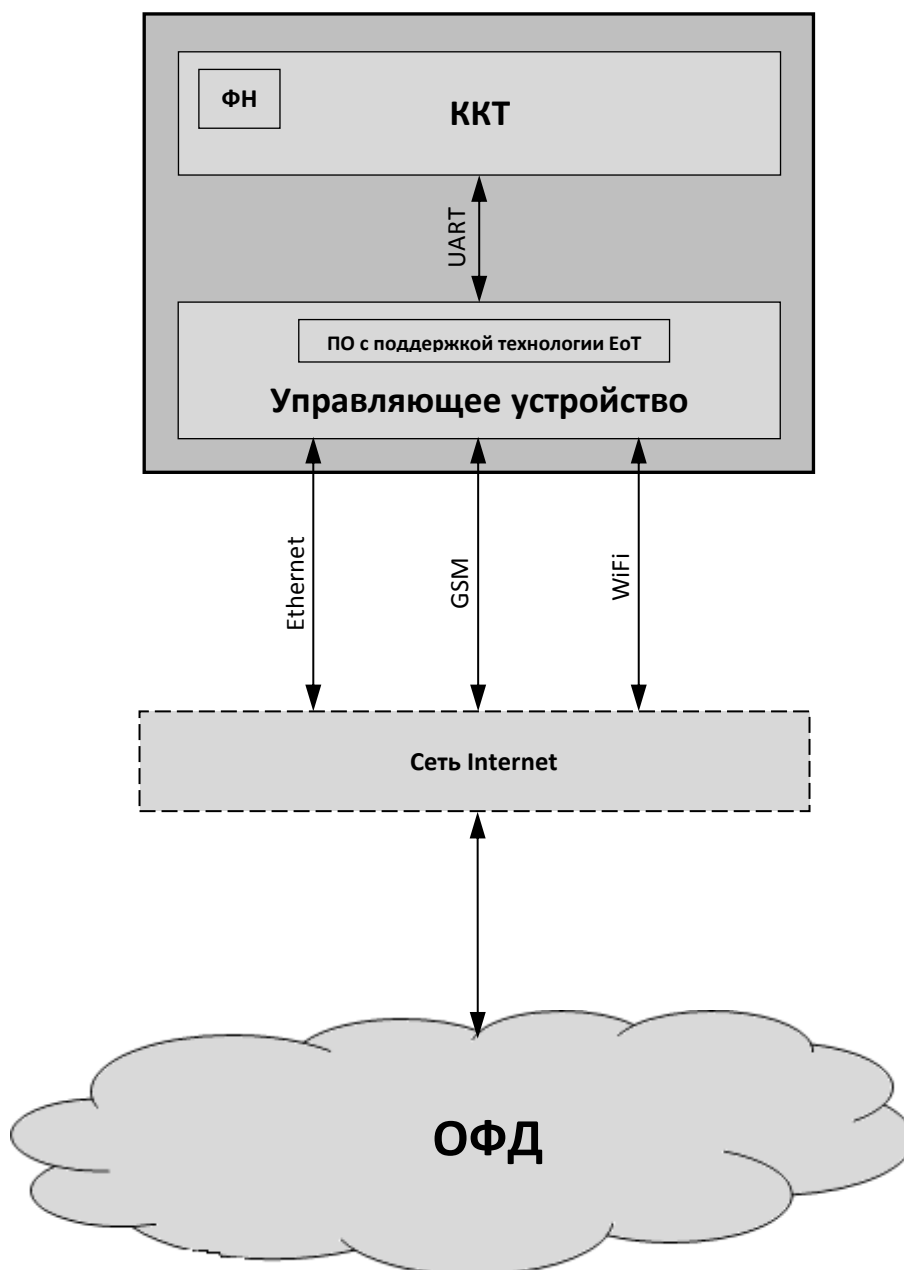 ФН
ККТ
UART
ПО с поддержкой технологии EoT
Управляющее устройство
Ethernet
GSM
WiFi
Сеть Internet
ОФД